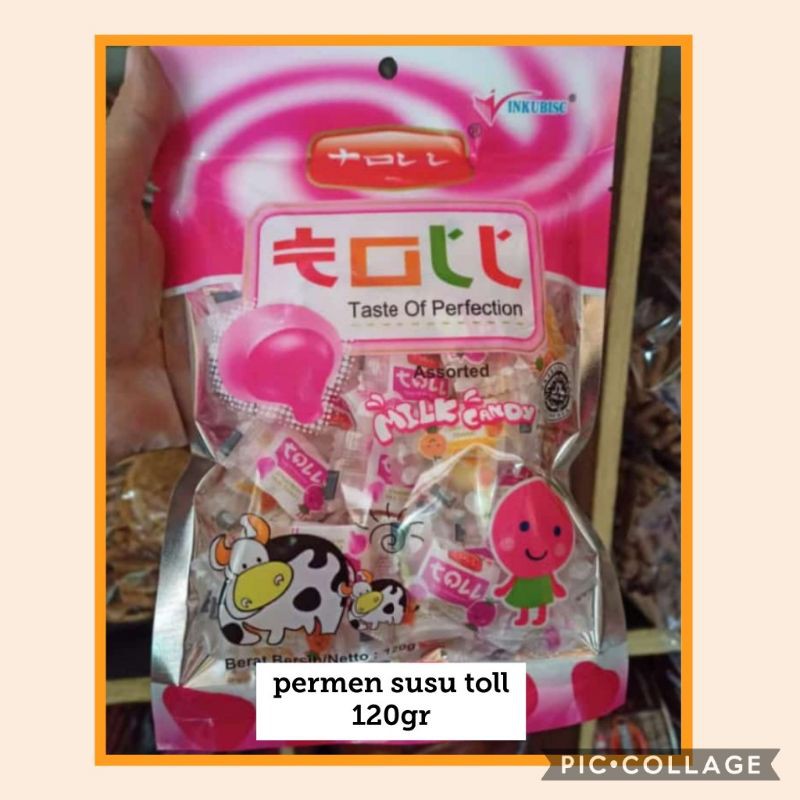 INKUBISC®
TOLL®
TOLL
Taste Of Perfection
Assorted
MILK CANDY
TOLL
TOLL
TOLL
Berat Bersih/Netto : 120g
permen susu toll
120gr
PIC•COLLAGE